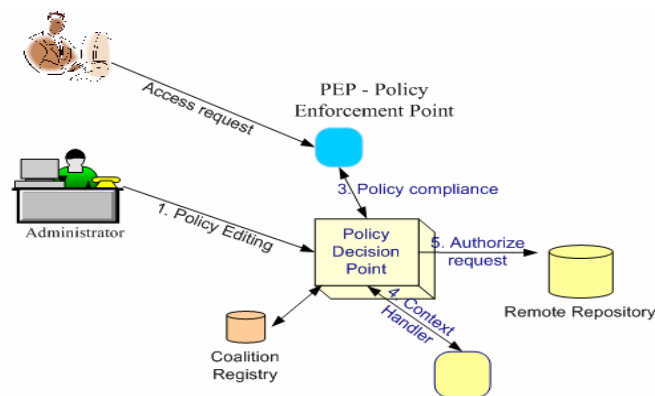 PEP - Policy
Enforcement Point
Access request
3. Policy compliance
Administrator
1. Policy Editing
Policy
Decision
Point
5. Authorize
request
Remote Repository
4. Context
Handler
Coalition
Registry